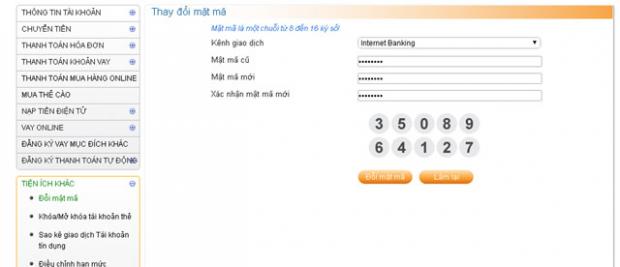 THÔNG TIN TÀI KHOẢN
CHUYỂN TIỀN
THANH TOÁN HÓA ĐƠN
THANH TOÁN KHOẢN VAY
THANH TOÁN MUA HÀNG ONLINE
MUA THẺ CÀO
NẠP TIỀN ĐIỆN TỬ
VAY ONLINE
ĐĂNG KÝ VAY MỤC ĐÍCH KHÁC
ĐĂNG KÝ THANH TOÁN TỰ ĐỘNG
TIỆN ÍCH KHÁC
Đổi mật mã
Khóa/Mở khóa tài khoản thẻ
Sao kê giao dịch Tài khoản
tín dụng
Điều chỉnh hạn mức
Thay đổi mật mã
Mật mã là một chuỗi từ 8 đến 16 ký số!
Kênh giao dịch
Internet Banking
Mật mã cũ
••••••••
Mật mã mới
••••••••
Xác nhận mật mã mới
••••••••
3 5 0 8 9
6 4 1 2 7
Đổi mật mã Làm lại